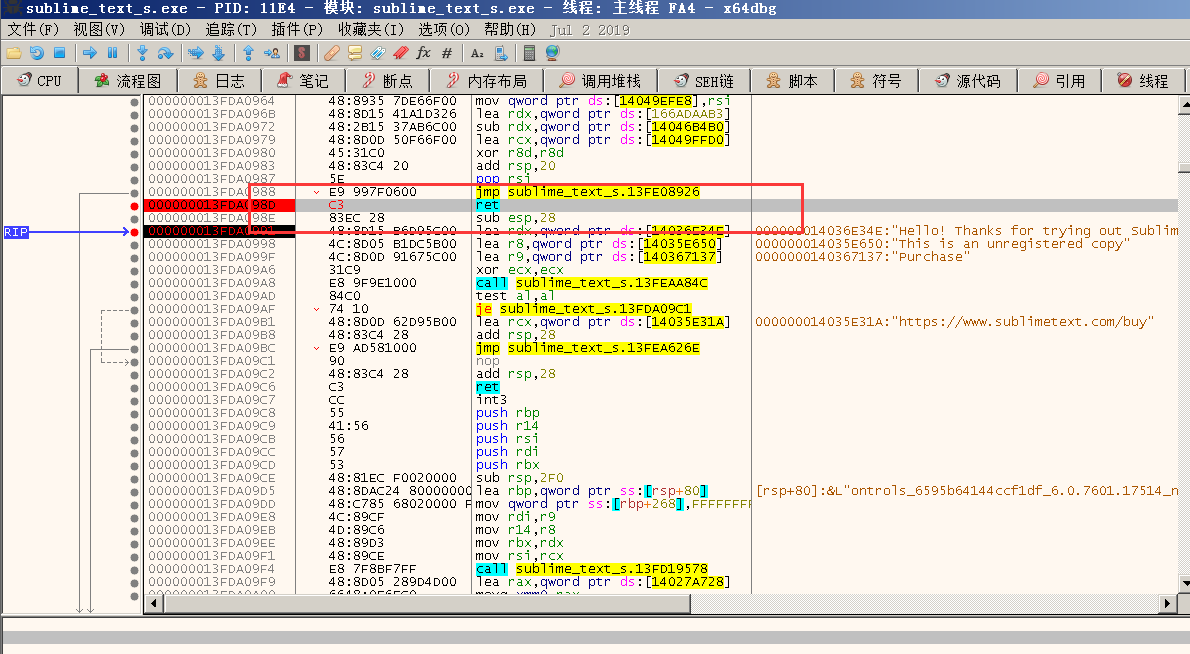 sublime_text_s.exe - PID: 11E4 - 模块: sublime_text_s.exe - 线程: 主线程 FA4 - x64dbg
文件(F) 视图(V) 调试(D) 追踪(T) 插件(P) 收藏夹(I) 选项(O) 帮助(H) Jul 2 2019
CPU 流程图 日志 笔记 断点 内存布局 调用堆栈 SEH链 脚本 符号 源代码 引用 线程
000000013FDA0964 48:8935 7DE66F00 mov qword ptr ds:[14049EFE8],rsi
000000013FDA096B 48:8D15 41A1D326 lea rdx,qword ptr ds:[166ADAAB3]
000000013FDA0972 48:2B15 37AB6C00 sub rdx,qword ptr ds:[14046B4B0]
000000013FDA0979 48:8D0D 50F66F00 lea rcx,qword ptr ds:[14049FFD0]
000000013FDA0980 45:31C0 xor r8d,r8d
000000013FDA0983 48:83C4 20 add rsp,20
000000013FDA0987 5E pop rsi
000000013FDA0988 E9 997F0600 jmp sublime_text_s.13FE08926
000000013FDA098D C3 ret
000000013FDA098E 83EC 28 sub esp,28
RIP 000000013FDA0991 48:8D15 B6D95C00 lea rdx,qword ptr ds:[14036E34E] 000000014036E34E:"Hello! Thanks for trying out Sublim
000000013FDA0998 4C:8D05 B1DC5B00 lea r8,qword ptr ds:[14035E650] 000000014035E650:"This is an unregistered copy"
000000013FDA099F 4C:8D0D 91675C00 lea r9,qword ptr ds:[140367137] 0000000140367137:"Purchase"
000000013FDA09A6 31C9 xor ecx,ecx
000000013FDA09A8 E8 9F9E1000 call sublime_text_s.13FEAA84C
000000013FDA09AD 84C0 test al,al
000000013FDA09AF 74 10 je sublime_text_s.13FDA09C1
000000013FDA09B1 48:8D0D 62D95B00 lea rcx,qword ptr ds:[14035E31A] 000000014035E31A:"https://www.sublimetext.com/buy"
000000013FDA09B8 48:83C4 28 add rsp,28
000000013FDA09BC E9 AD581000 jmp sublime_text_s.13FEA626E
000000013FDA09C1 90 nop
000000013FDA09C2 48:83C4 28 add rsp,28
000000013FDA09C6 C3 ret
000000013FDA09C7 CC int3
000000013FDA09C8 55 push rbp
000000013FDA09C9 41:56 push r14
000000013FDA09CB 56 push rsi
000000013FDA09CC 57 push rdi
000000013FDA09CD 53 push rbx
000000013FDA09CE 48:81EC F0020000 sub rsp,2F0
000000013FDA09D5 48:8DAC24 80000000 lea rbp,qword ptr ss:[rsp+80] [rsp+80]:&L"ontrols_6595b64144ccf1df_6.0.7601.17514_n
000000013FDA09DD 48:C785 68020000 F mov qword ptr ss:[rbp+268],FFFFFFFF
000000013FDA09E8 4C:89CF mov rdi,r9
000000013FDA09EB 4D:89C6 mov r14,r8
000000013FDA09EE 48:89D3 mov rbx,rdx
000000013FDA09F1 48:89CE mov rsi,rcx
000000013FDA09F4 E8 7F8BF7FF call sublime_text_s.13FD19578
000000013FDA09F9 48:8D05 289D4D00 lea rax,qword ptr ds:[14027A728]